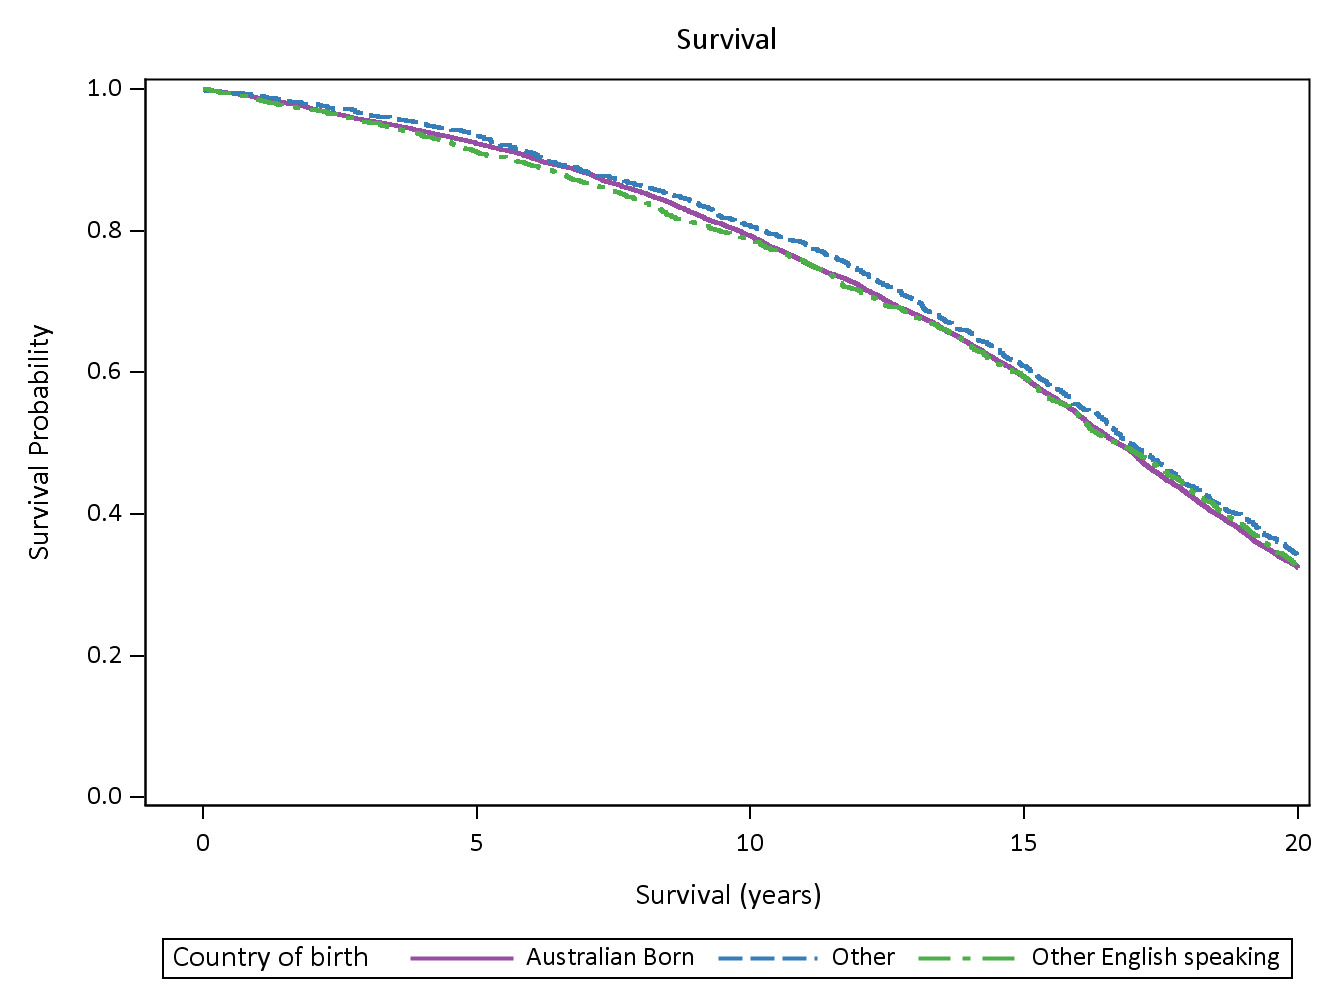 Survival
1.0
0.8
0.6
0.4
0.2
0.0
Survival Probability
0 5 10 15 20
Survival (years)
Country of birth Australian Born Other Other English speaking